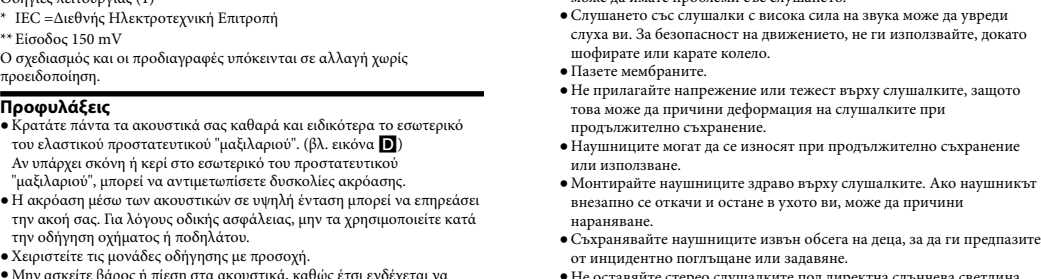 Οδηγίες λειτουργίας (1)
* IEC =Διεθνής Ηλεκτροτεχνική Επιτροπή
** Είσοδος 150 mV
Ο σχεδιασμός και οι προδιαγραφές υπόκεινται σε αλλαγή χωρίς
προειδοποίηση.
Προφυλάξεις
● Κρατάτε πάντα τα ακουστικά σας καθαρά και ειδικότερα το εσωτερικό
του ελαστικού προστατευτικού "μαξιλαριού". (βλ. εικόνα D)
Αν υπάρχει σκόνη ή κερί στο εσωτερικό του προστατευτικού
"μαξιλαριού", μπορεί να αντιμετωπίσετε δυσκολίες ακρόασης.
● Η ακρόαση μέσω των ακουστικών σε υψηλή ένταση μπορεί να επηρεάσει
την ακοή σας. Για λόγους οδικής ασφάλειας, μην τα χρησιμοποιείτε κατά
την οδήγηση οχήματος ή ποδηλάτου.
● Χειριστείτε τις μονάδες οδήγησης με προσοχή.
● Μην ασκείτε βάρος ή πίεση στα ακουστικά, καθώς έτσι ενδέχεται να
може да имате проблеми със слушането.
● Слушането със слушалки с висока сила на звука може да увреди
слуха ви. За безопасност на движението, не ги използвайте, докато
шофирате или карате колело.
● Пазете мембраните.
● Не прилагайте напрежение или тежест върху слушалките, защото
това може да причини деформация на слушалките при
продължително съхранение.
● Наушниците могат да се износят при продължително съхранение
или използване.
● Монтирайте наушниците здраво върху слушалките. Ако наушникът
внезапно се откачи и остане в ухото ви, може да причини
нараняване.
● Съхранявайте наушниците извън обсега на деца, за да ги предпазите
от инцидентно поглъщане или задавяне.
● Не оставяйте стерео слушалките под директна слънчева светлина,